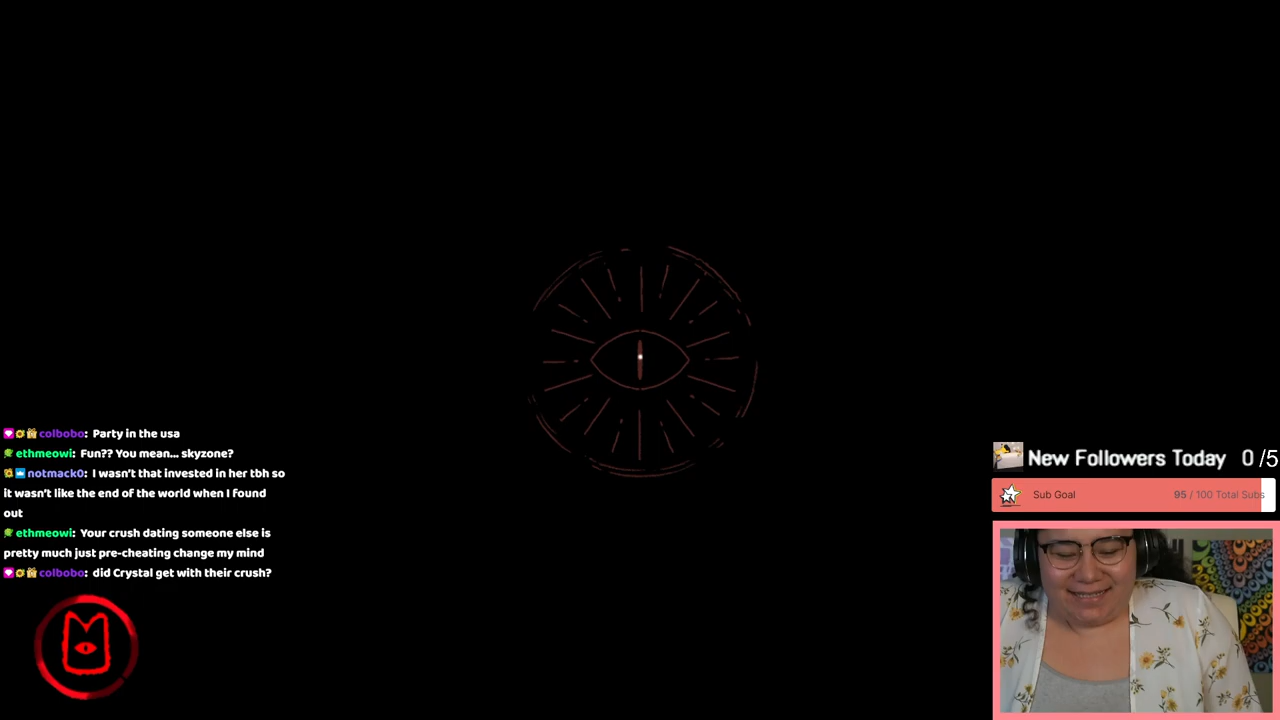 colbobo: Party in the usa
ethmeowi: Fun?? You mean... skyzone?
notmack0: I wasn't that invested in her tbh so
it wasn't like the end of the world when I found
out
ethmeowi: Your crush dating someone else is
pretty much just pre-cheating change my mind
colbobo: did Crystal get with their crush?
New Followers Today 0 /5
Sub Goal 95 / 100 Total Subs